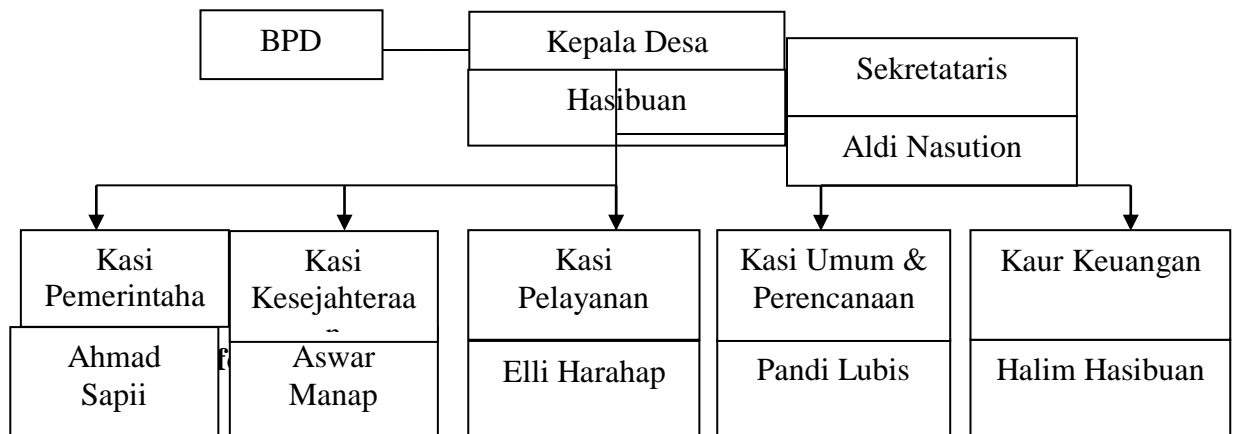 BPD
Kepala Desa
Hasibuan
Sekretataris
Aldi Nasution
Kasi
Pemerintaha
Ahmad
Sapii
Kasi
Kesejahteraa
Aswar
Manap
Kasi
Pelayanan
Elli Harahap
Kasi Umum &
Perencanaan
Pandi Lubis
Kaur Keuangan
Halim Hasibuan